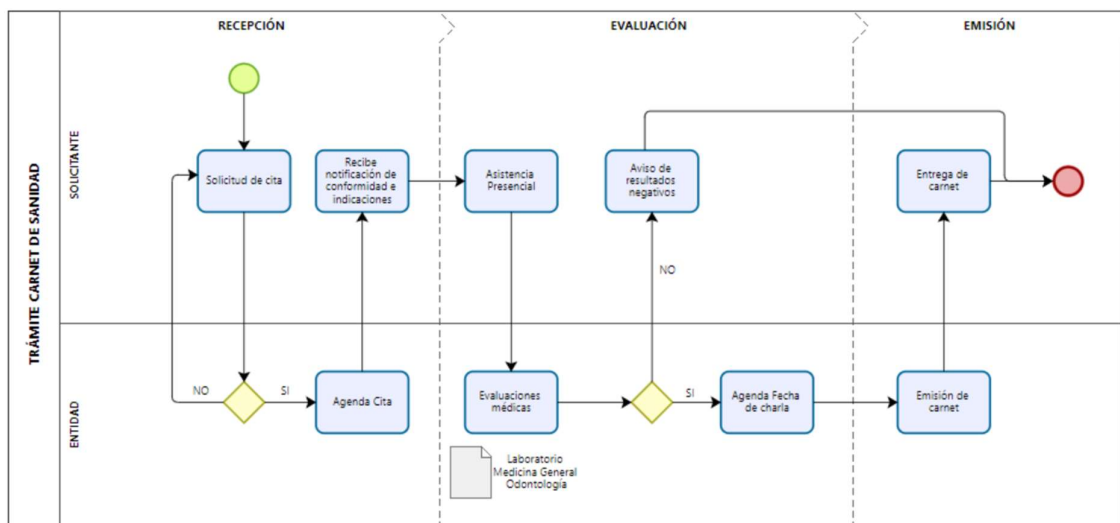 RECEPCIÓN
EVALUACIÓN
EMISIÓN
TRÁMITE CARNET DE SANIDAD
SOLICITANTE
Solicitud de cita
Recibe
notificación de
conformidad e
indicaciones
Asistencia
Presencial
Aviso de
resultados
negativos
Entrega de
carnet
NO
ENTIDAD
NO
SI
Agenda Cita
Evaluaciones
médicas
SI
Agenda Fecha
de charla
Emisión de
carnet
Laboratorio
Medicina General
Odontología